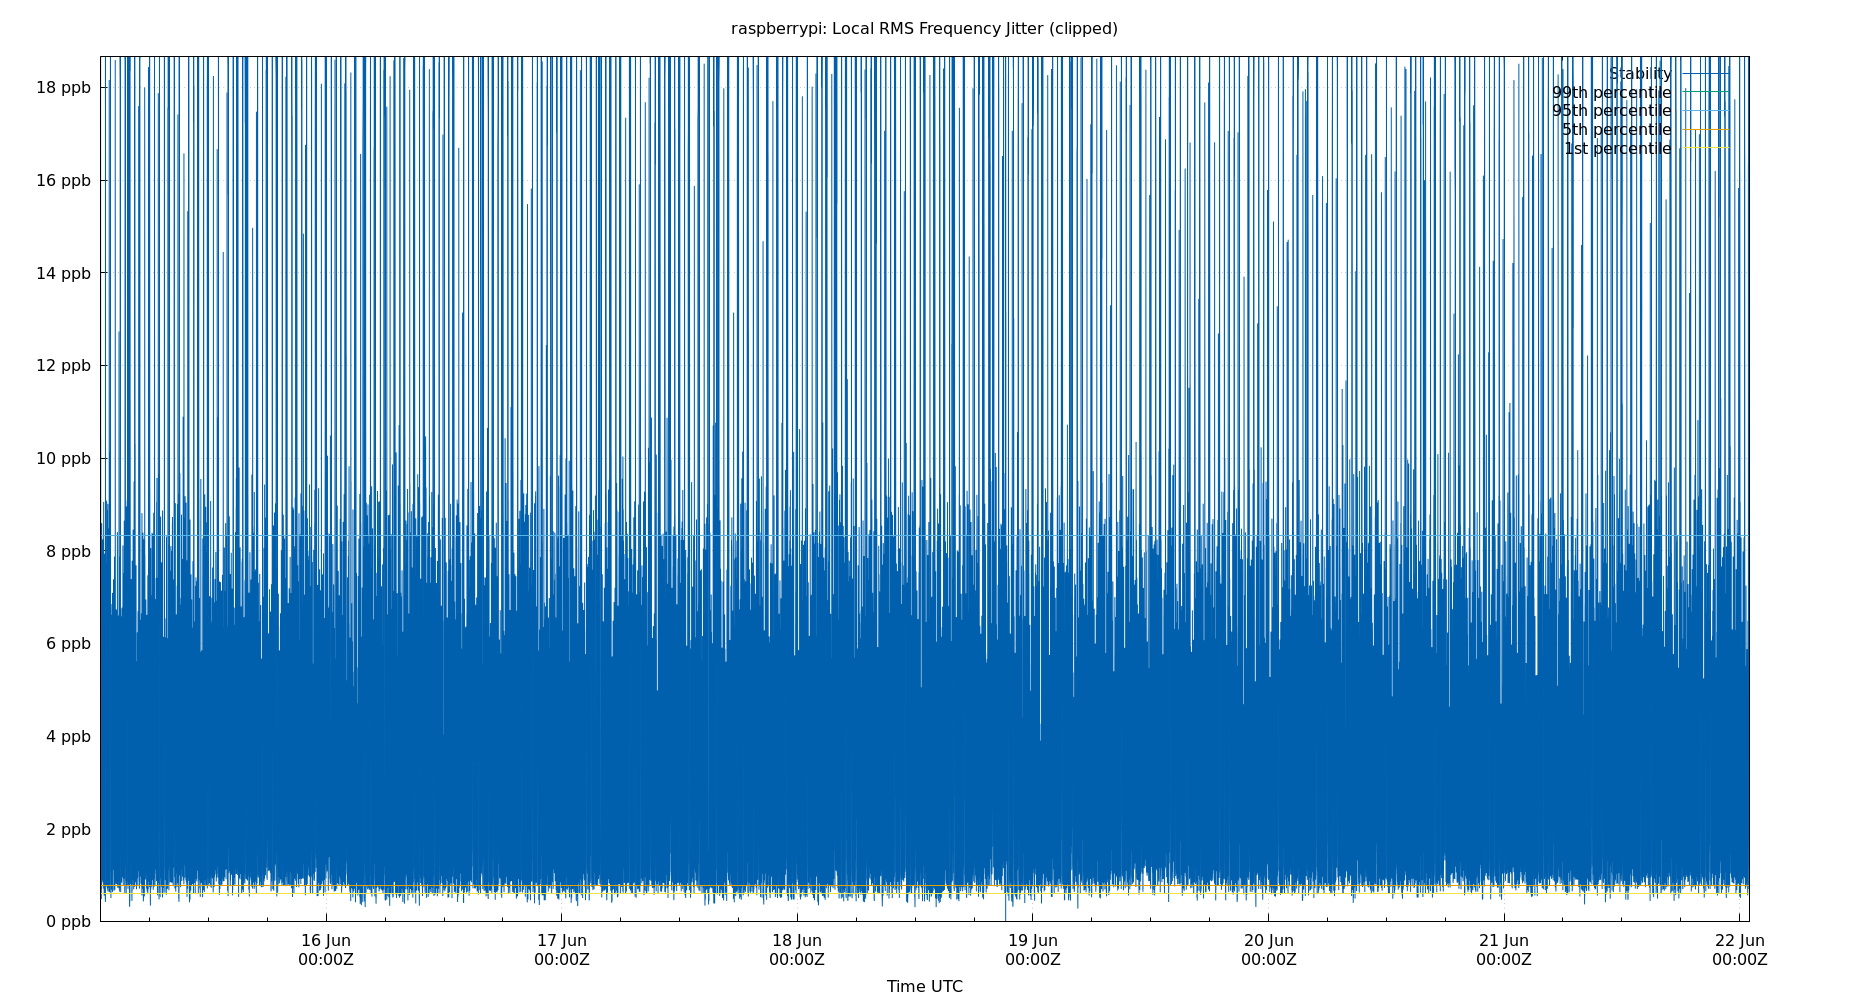 raspberrypi: Local RMS Frequency Jitter (clipped)
18 ppb
16 ppb
14 ppb
12 ppb
10 ppb
8 ppb
6 ppb
4 ppb
2 ppb
0 ppb
Stability
99th percentile
95th percentile
5th percentile
1st percentile
16 Jun
00:00Z
17 Jun
00:00Z
18 Jun
00:00Z
19 Jun
00:00Z
20 Jun
00:00Z
21 Jun
00:00Z
22 Jun
00:00Z
Time UTC